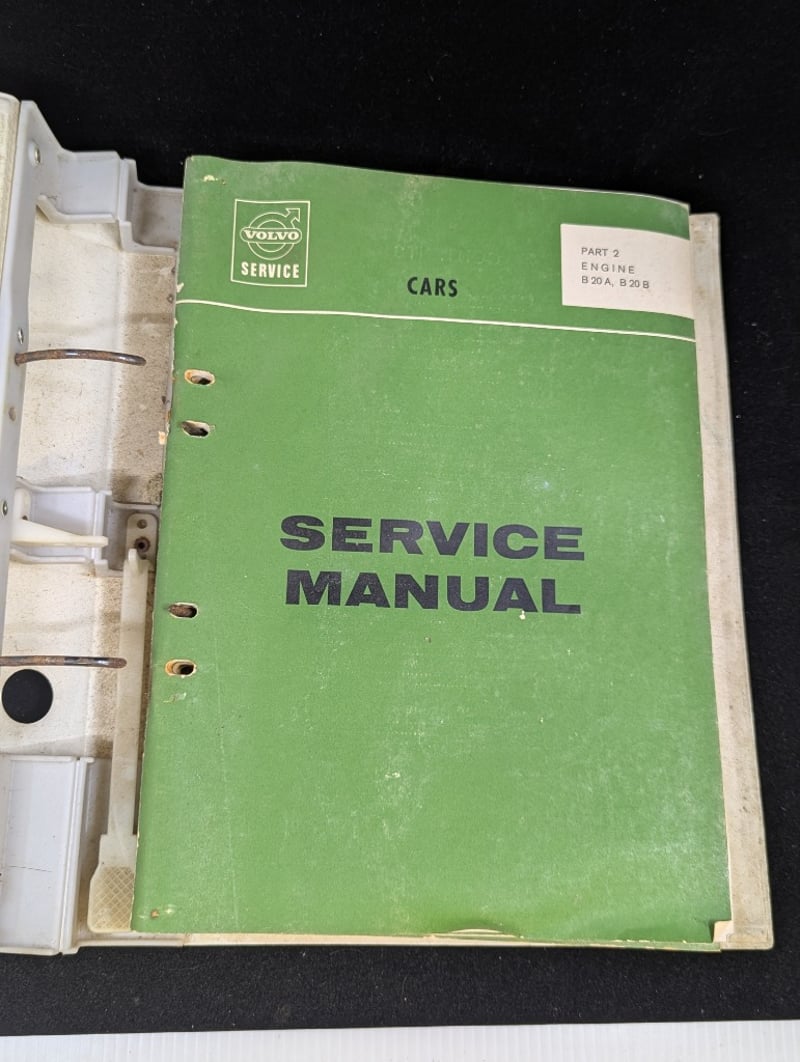 VOLVO
SERVICE
CARS
PART 2
ENGINE
B 20 A, B 20 B
SERVICE
MANUAL